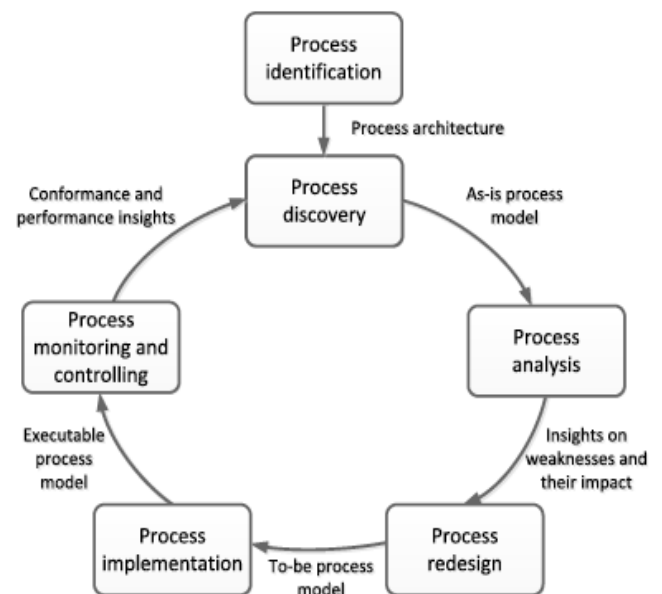 Process
identification
Process architecture
Process
discovery
As-is process
model
Process
analysis
Insights on
weaknesses and
their impact
Process
redesign
To-be process
model
Process
implementation
Executable
process
model
Process
monitoring and
controlling
Conformance and
performance insights